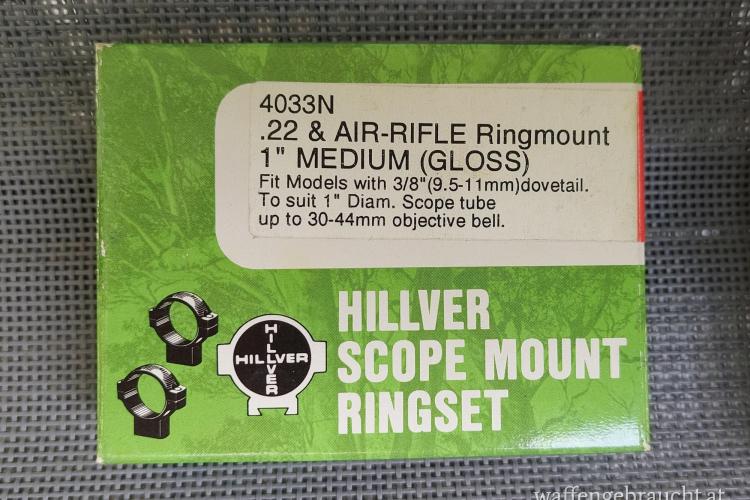 4033N
.22 & AIR-RIFLE Ringmount
1" MEDIUM (GLOSS)
Fit Models with 3/8"(9.5-11mm)dovetail.
To suit 1" Diam. Scope tube
up to 30-44mm objective bell.
HILLVER
HILLVER
HILLVER
SCOPE MOUNT
RINGSET
waffengebraucht.at